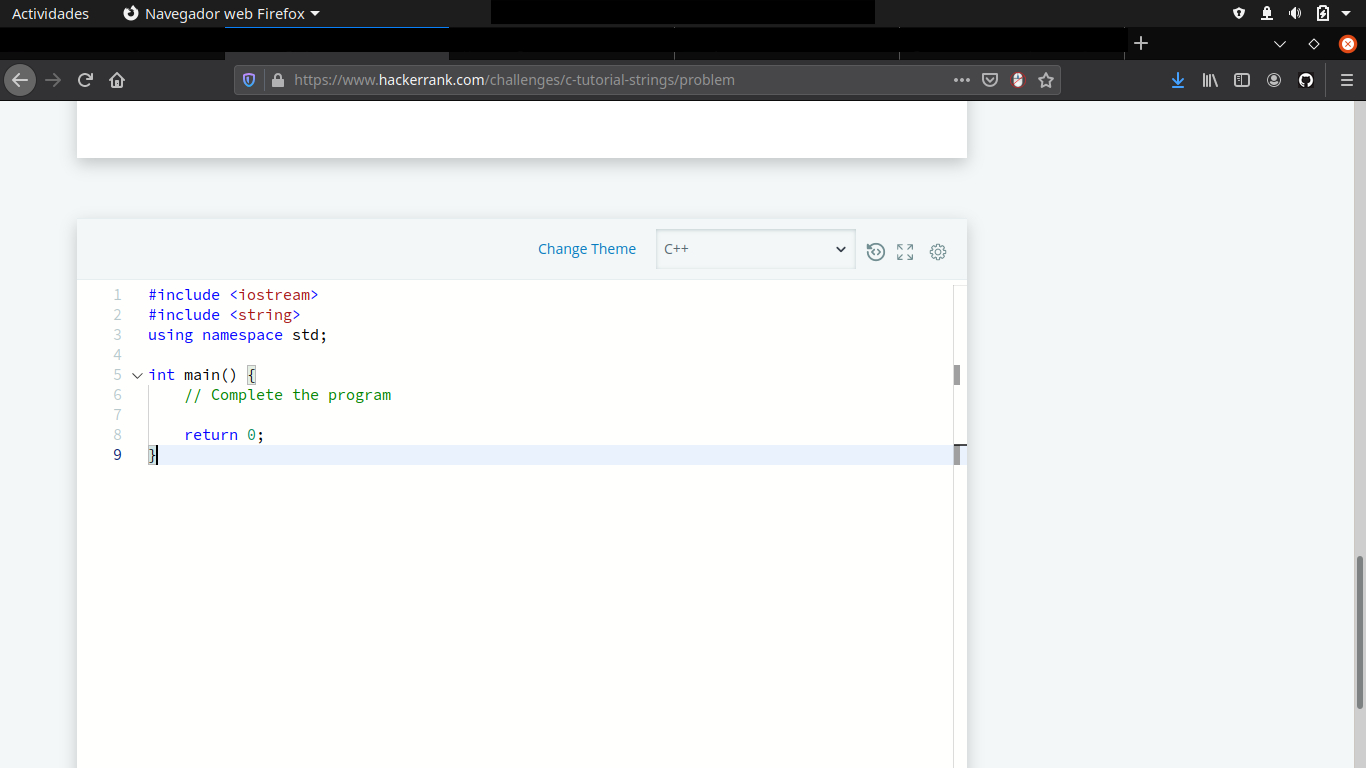 Actividades Navegador web Firefox
https://www.hackerrank.com/challenges/c-tutorial-strings/problem
Change Theme C++
1 #include <iostream>
2 #include <string>
3 using namespace std;
4
5 int main() {
6 // Complete the program
7
8 return 0;
9 }